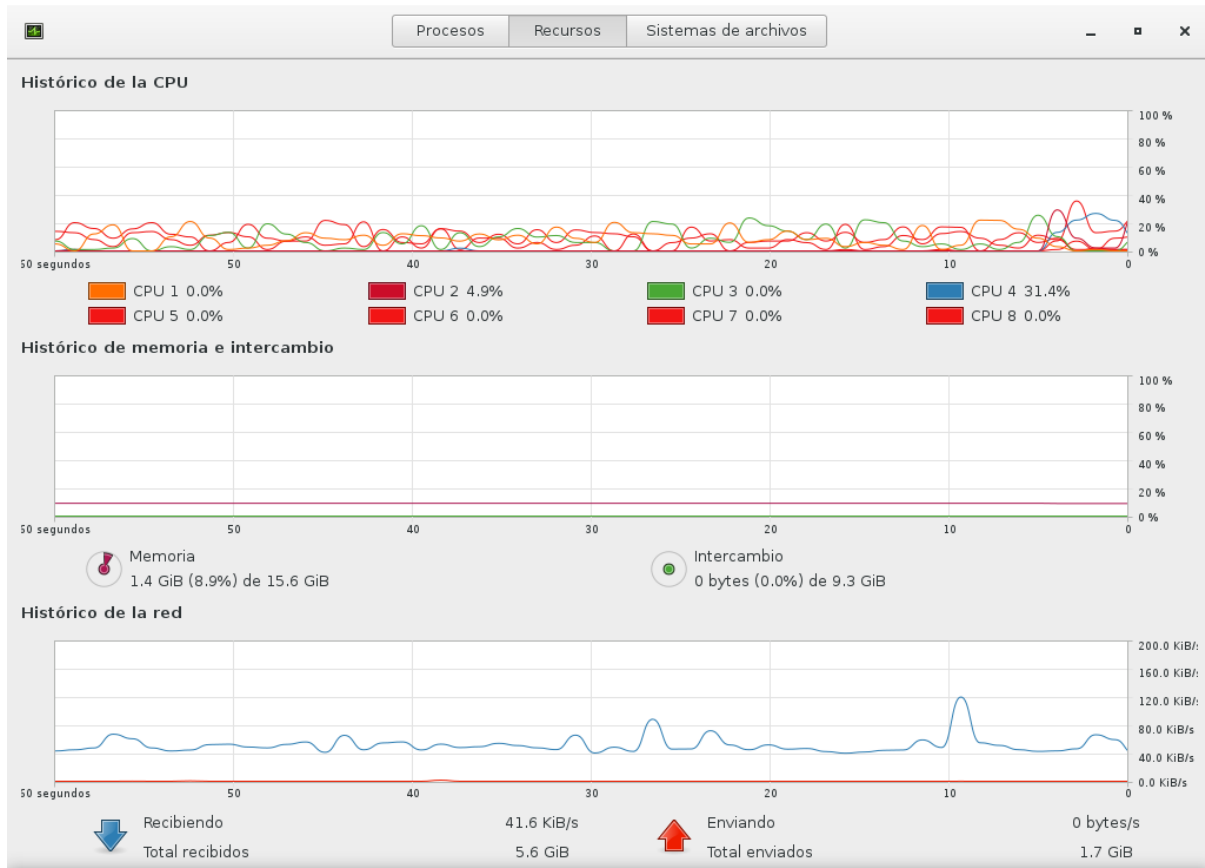 Procesos Recursos Sistemas de archivos
Histórico de la CPU
100 %
80 %
60 %
40 %
20 %
0 %
50 segundos 50 40 30 20 10 0
CPU 1 0.0% CPU 2 4.9% CPU 3 0.0% CPU 4 31.4%
CPU 5 0.0% CPU 6 0.0% CPU 7 0.0% CPU 8 0.0%
Histórico de memoria e intercambio
100 %
80 %
60 %
40 %
20 %
0 %
50 segundos 50 40 30 20 10 0
Memoria Intercambio
1.4 GiB (8.9%) de 15.6 GiB 0 bytes (0.0%) de 9.3 GiB
Histórico de la red
200.0 KiB/s
160.0 KiB/s
120.0 KiB/s
80.0 KiB/s
40.0 KiB/s
0.0 KiB/s
50 segundos 50 40 30 20 10 0
Recibiendo 41.6 KiB/s Enviando 0 bytes/s
Total recibidos 5.6 GiB Total enviados 1.7 GiB